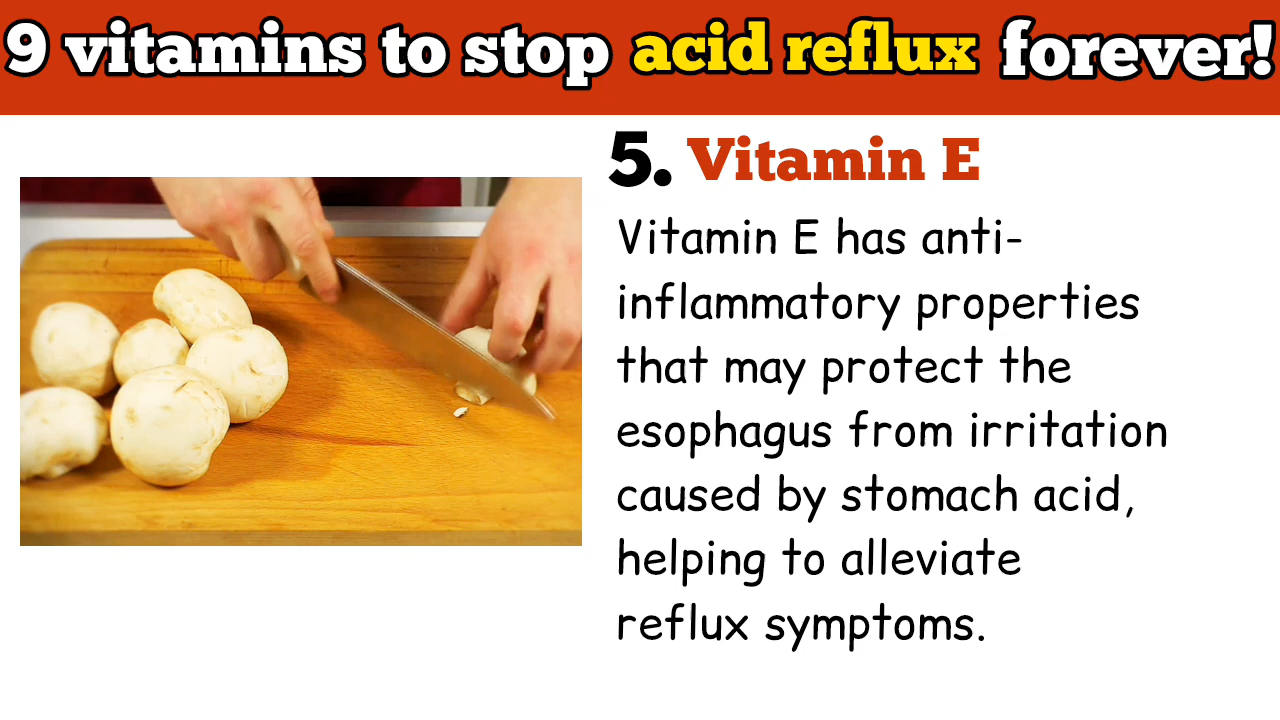 9 vitamins to stop acid reflux forever!
5. Vitamin E
Vitamin E has anti-
inflammatory properties
that may protect the
esophagus from irritation
caused by stomach acid,
helping to alleviate
reflux symptoms.